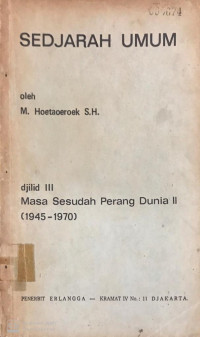 SEDJARAH UMUM
oleh
M. Hoetaoeroek S.H.
djilid III
Masa Sesudah Perang Dunia II
(1945-1970)
PENERBIT ERLANGGA — KRAMAT IV No.: 11 DJAKARTA.